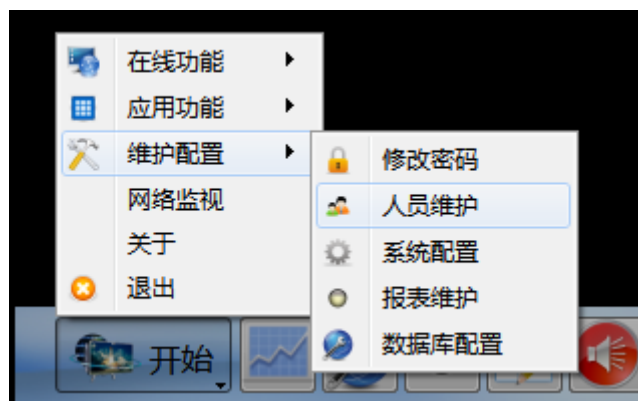 在线功能
应用功能
维护配置
网络监视
关于
退出
修改密码
人员维护
系统配置
报表维护
数据库配置
开始